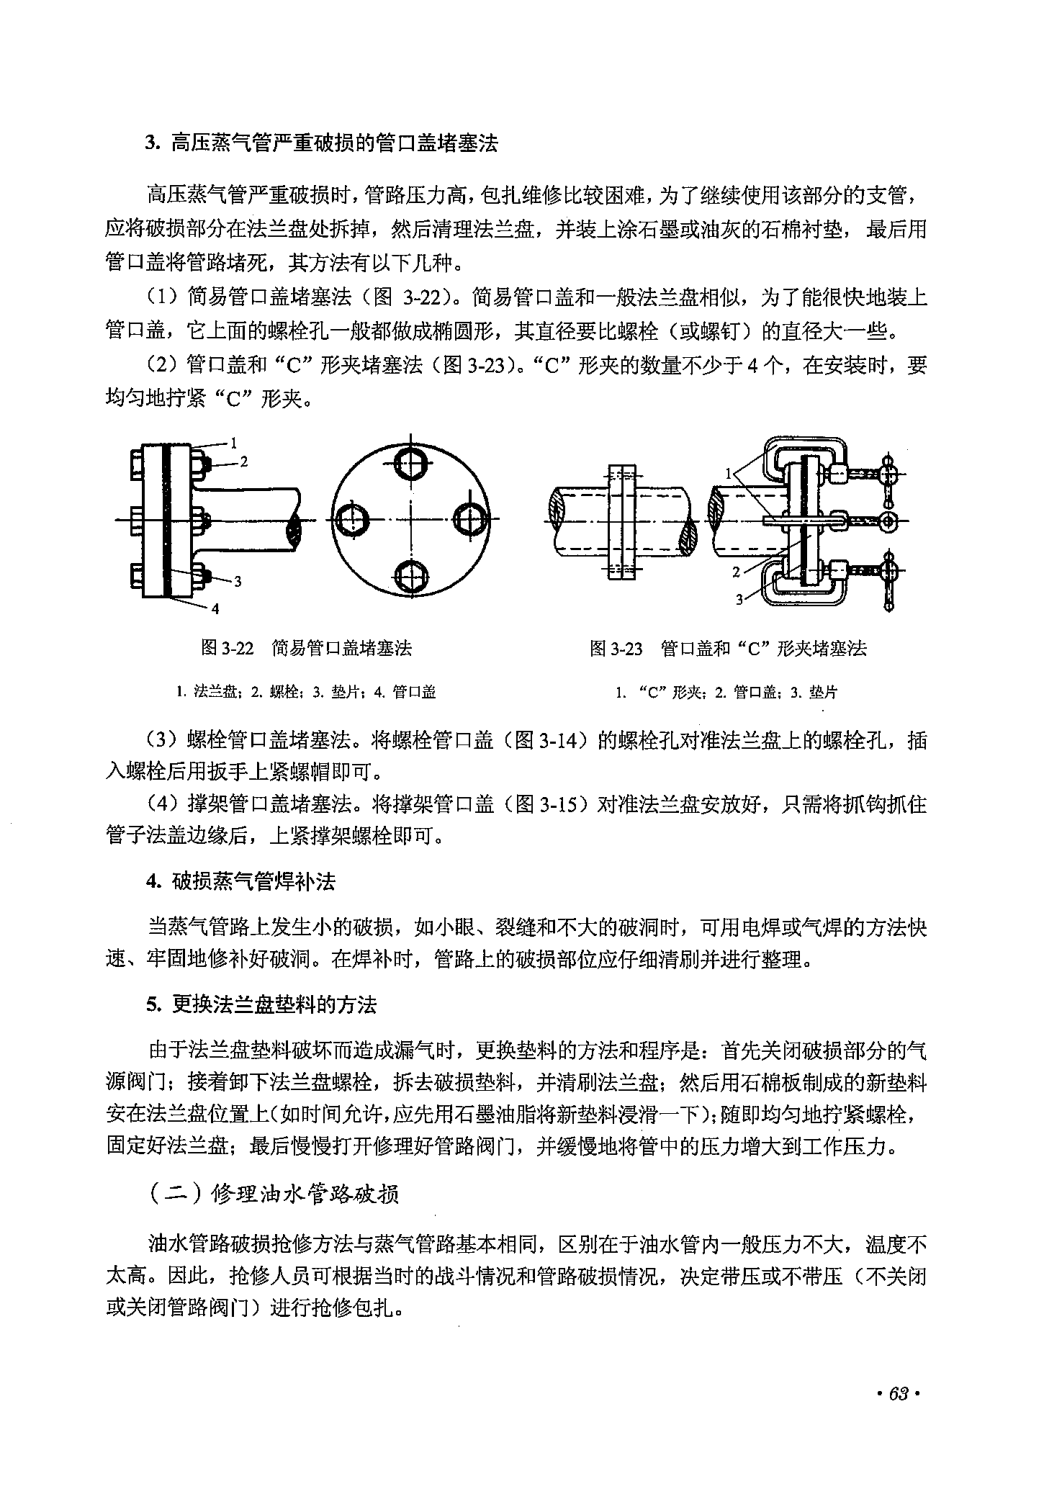 3. 高压蒸气管严重破损的管口盖堵塞法
高压蒸气管严重破损时，管路压力高，包扎维修比较困难，为了继续使用该部分的支管，
应将破损部分在法兰盘处拆掉，然后清理法兰盘，并装上涂石墨或油灰的石棉衬垫，最后用
管口盖将管路堵死，其方法有以下几种。
（1）简易管口盖堵塞法（图 3-22）。简易管口盖和一般法兰盘相似，为了能很快地装上
管口盖，它上面的螺栓孔一般都做成椭圆形，其直径要比螺栓（或螺钉）的直径大一些。
（2）管口盖和“C”形夹堵塞法（图 3-23）。“C”形夹的数量不少于 4 个，在安装时，要
均匀地拧紧“C”形夹。
1
2
3
4
1
2
3
图 3-22 简易管口盖堵塞法
1. 法兰盘；2. 螺栓；3. 垫片；4. 管口盖
图 3-23 管口盖和“C”形夹堵塞法
1. “C”形夹；2. 管口盖；3. 垫片
（3）螺栓管口盖堵塞法。将螺栓管口盖（图 3-14）的螺栓孔对准法兰盘上的螺栓孔，插
入螺栓后用扳手上紧螺帽即可。
（4）撑架管口盖堵塞法。将撑架管口盖（图 3-15）对准法兰盘安放好，只需将抓钩抓住
管子法盖边缘后，上紧撑架螺栓即可。
4. 破损蒸气管焊补法
当蒸气管路上发生小的破损，如小眼、裂缝和不大的破洞时，可用电焊或气焊的方法快
速、牢固地修补好破洞。在焊补时，管路上的破损部位应仔细清刷并进行整理。
5. 更换法兰盘垫料的方法
由于法兰盘垫料破坏而造成漏气时，更换垫料的方法和程序是：首先关闭破损部分的气
源阀门；接着卸下法兰盘螺栓，拆去破损垫料，并清刷法兰盘；然后用石棉板制成的新垫料
安在法兰盘位置上（如时间允许，应先用石墨油脂将新垫料浸滑一下）；随即均匀地拧紧螺栓，
固定好法兰盘；最后慢慢打开修理好管路阀门，并缓慢地将管中的压力增大到工作压力。
（二）修理油水管路破损
油水管路破损抢修方法与蒸气管路基本相同，区别在于油水管内一般压力不大，温度不
太高。因此，抢修人员可根据当时的战斗情况和管路破损情况，决定带压或不带压（不关闭
或关闭管路阀门）进行抢修包扎。
·63·